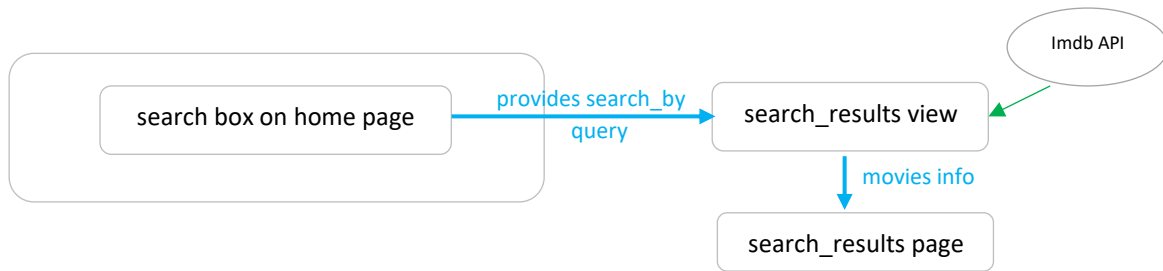 Imdb API
search box on home page
provides search_by
query
search_results view
movies info
search_results page